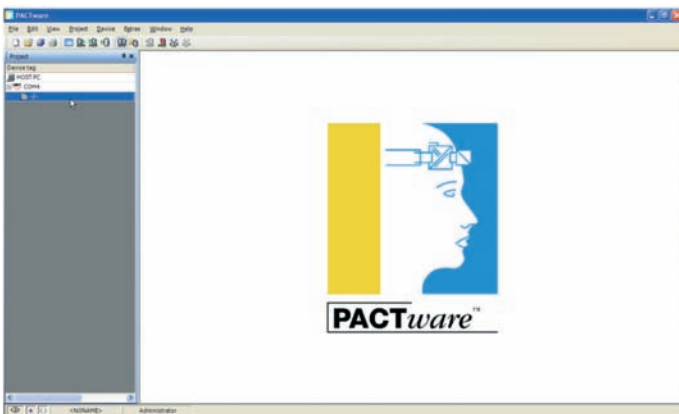 PACTware
File Edit View Project Device Extras Window Help
Project
Device tag
HOST PC
COM4
PACTware™
<NONAME> Administrator